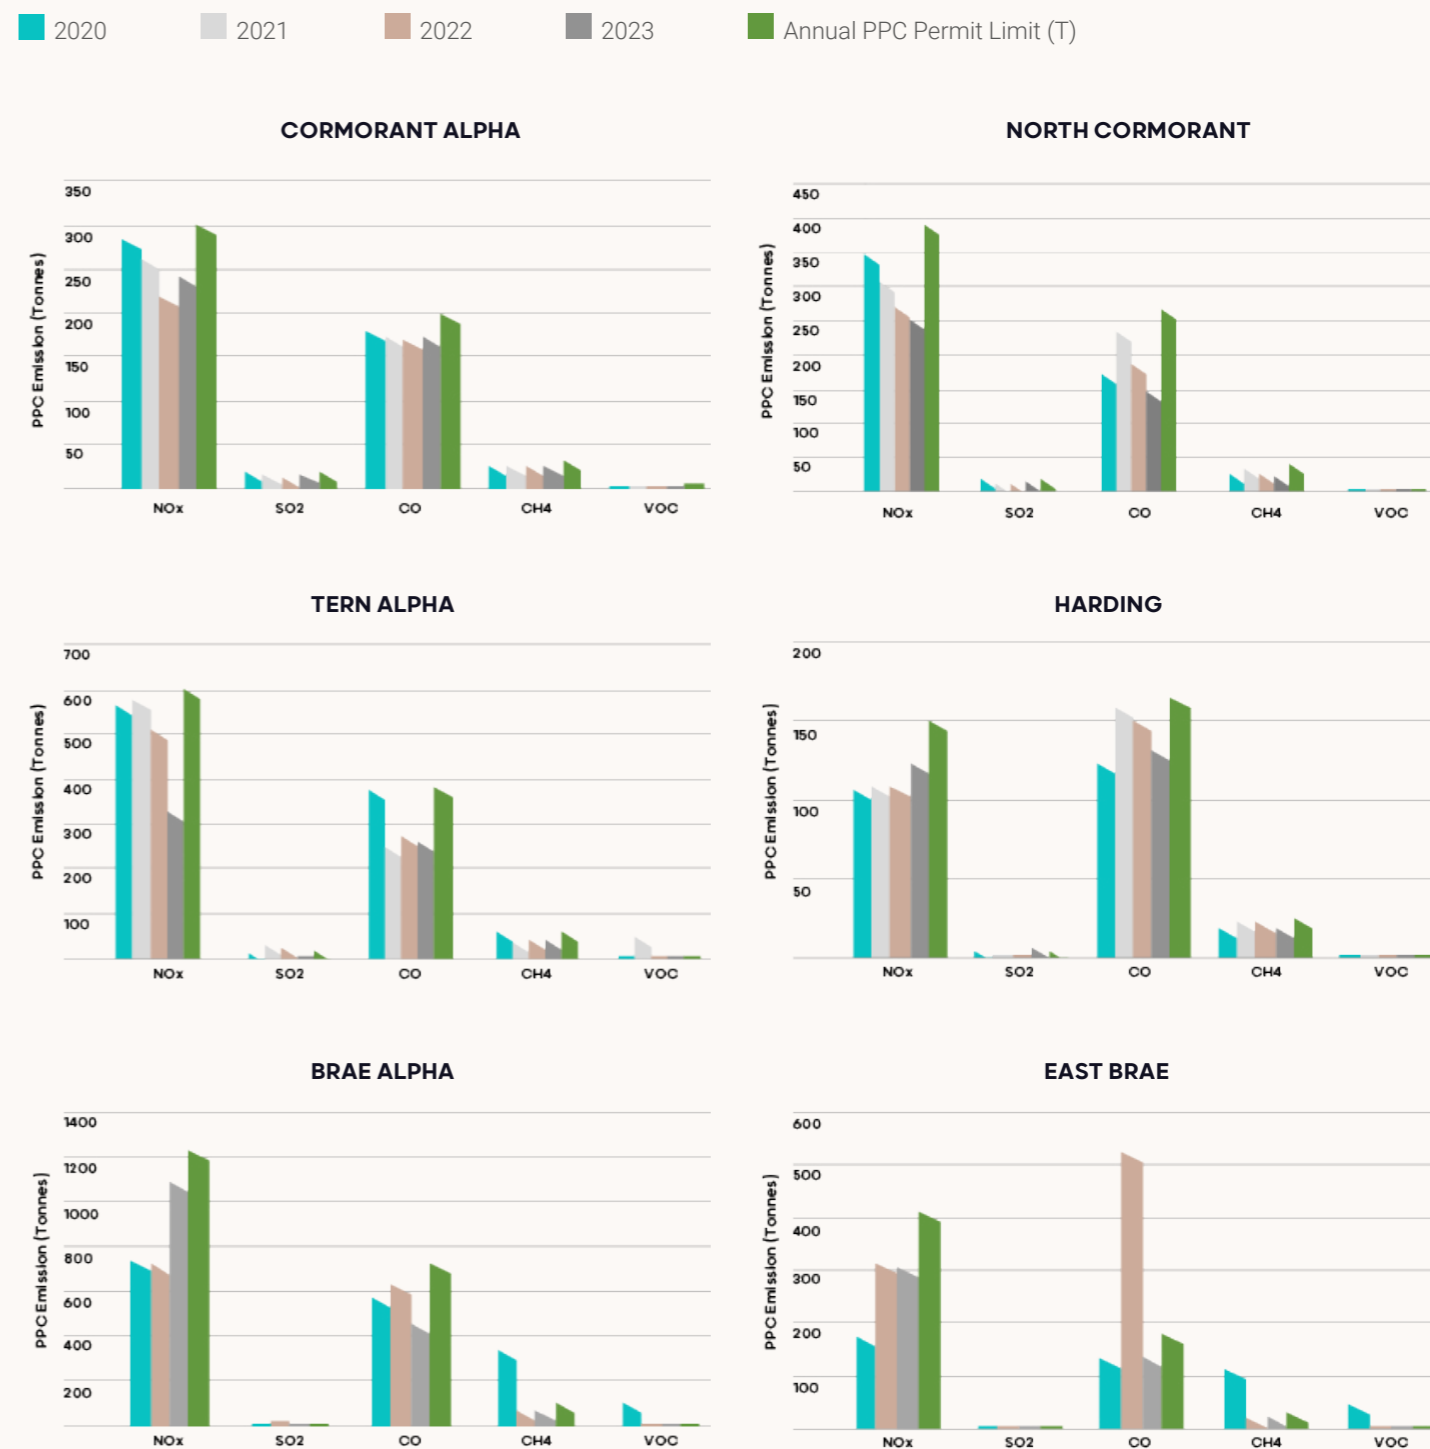 2020 2021 2022 2023 Annual PPC Permit Limit (T)
CORMORANT ALPHA
PPC Emission (Tonnes)
350
300
250
200
150
100
50
NOx SO2 CO CH4 VOC
NORTH CORMORANT
PPC Emission (Tonnes)
450
400
350
300
250
200
150
100
50
NOx SO2 CO CH4 VOC
TERN ALPHA
PPC Emission (Tonnes)
700
600
500
400
300
200
100
NOx SO2 CO CH4 VOC
HARDING
PPC Emission (Tonnes)
200
150
100
50
NOx SO2 CO CH4 VOC
BRAE ALPHA
PPC Emission (Tonnes)
1400
1200
1000
800
600
400
200
NOx SO2 CO CH4 VOC
EAST BRAE
PPC Emission (Tonnes)
600
500
400
300
200
100
NOx SO2 CO CH4 VOC